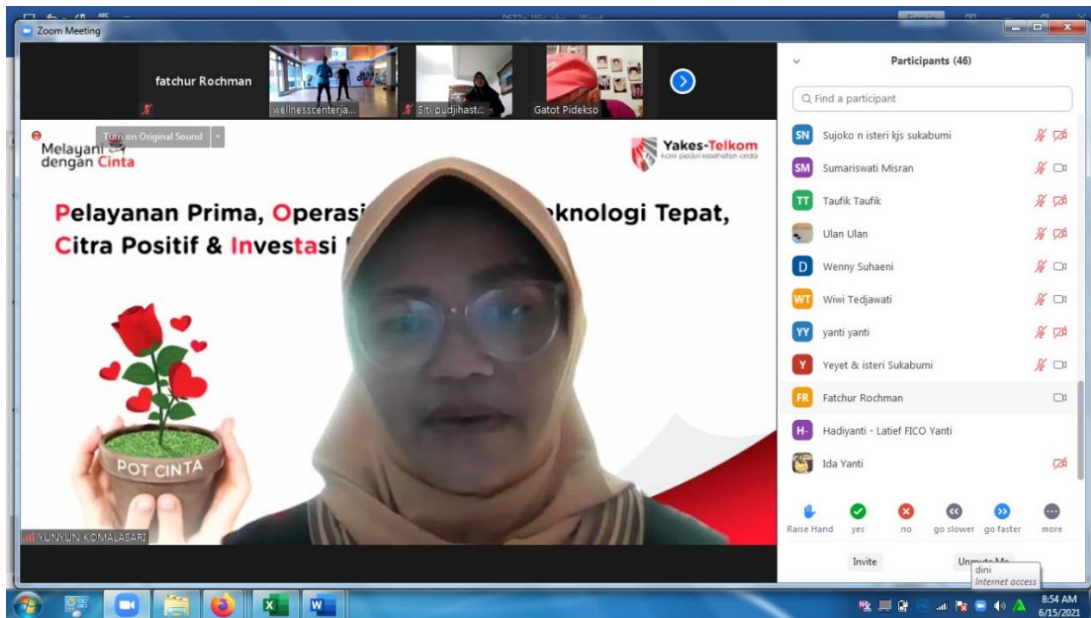 Zoom Meeting
fatchur Rochman
wellnesscenterja...
Siti pudjihast...
Gatot Pidekso
Turn on Original Sound
Melayani
dengan Cinta
Yakes-Telkom
Pelayanan Prima, Operasi
eknologi Tepat,
Citra Positif & Investasi
POT CINTA
YUNYUN KOMALASARI
Participants (46)
Find a participant
SN Sujoko n isteri kjs sukabumi
SM Sumariswati Misran
TT Taufik Taufik
Ulan Ulan
D Wenny Suhaeni
WT Wiwi Tedjawati
YY yanti yanti
Y Yeyet & isteri Sukabumi
FR Fatchur Rochman
H- Hadiyanti - Latief FICO Yanti
Ida Yanti
Raise Hand yes no go slower go faster more
Invite
dini
Internet access
8:54 AM
6/15/2021